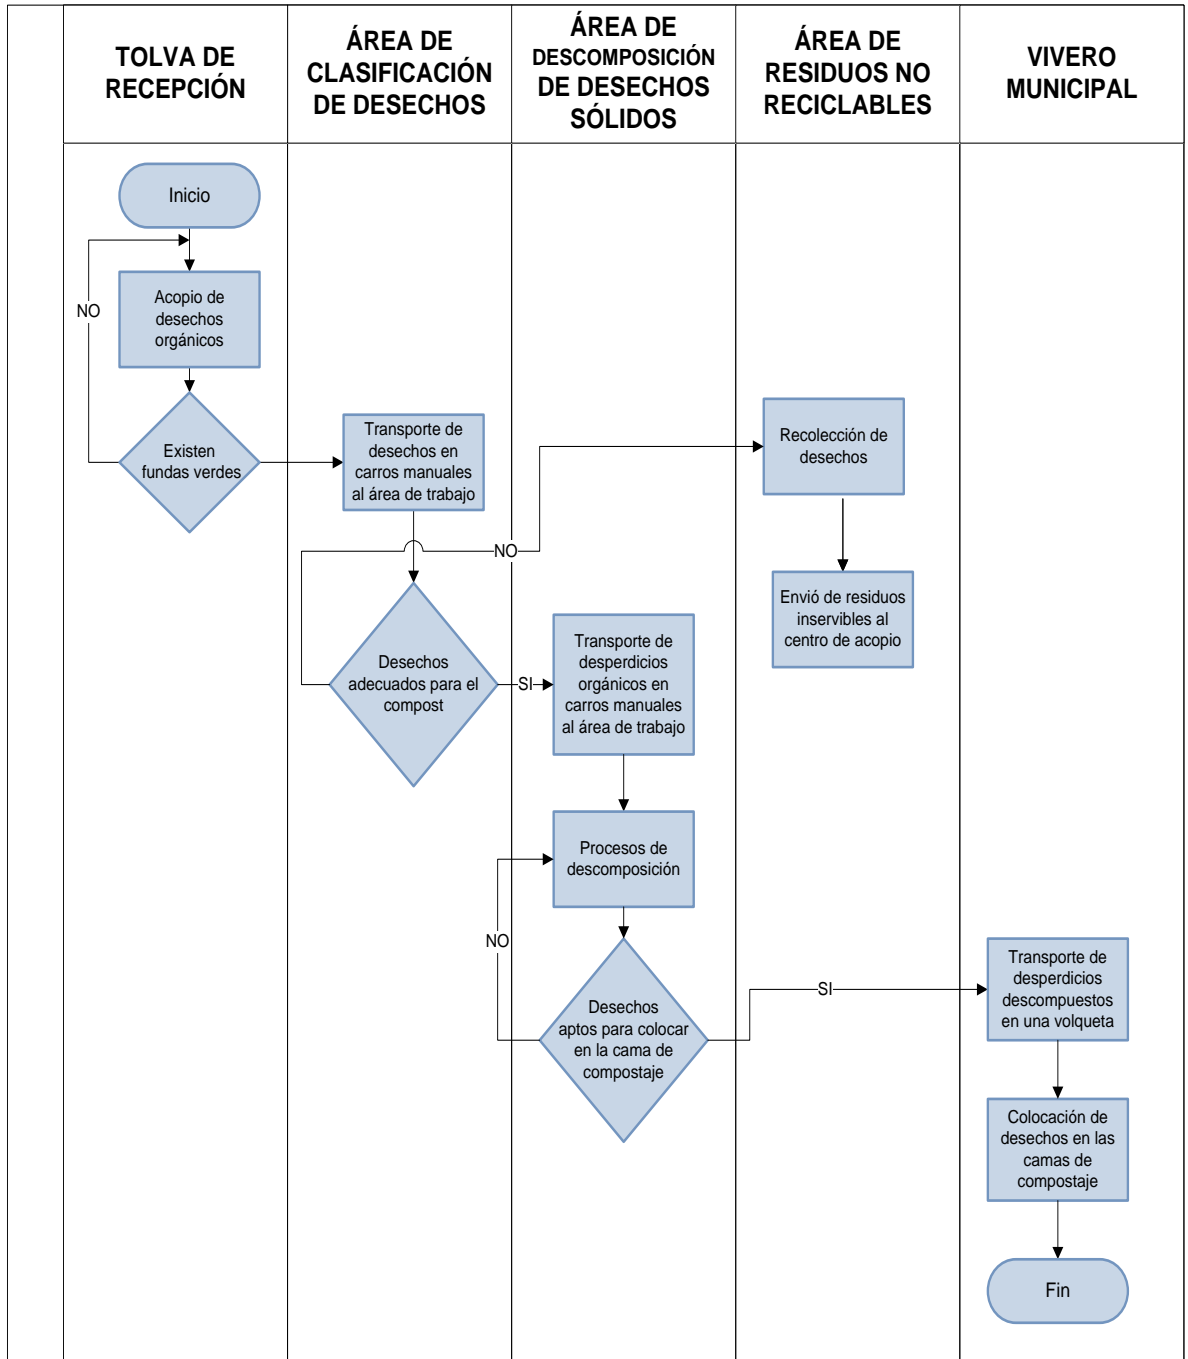 TOLVA DE
RECEPCIÓN
ÁREA DE
CLASIFICACIÓN
DE DESECHOS
ÁREA DE
DESCOMPOSICIÓN
DE DESECHOS
SÓLIDOS
ÁREA DE
RESIDUOS NO
RECICLABLES
VIVERO
MUNICIPAL
Inicio
NO
Acopio de
desechos
orgánicos
Existen
fundas verdes
Transporte de
desechos en
carros manuales
al área de trabajo
Recolección de
desechos
NO
Envió de residuos
inservibles al
centro de acopio
Desechos
adecuados para el
compost
SI
Transporte de
desperdicios
orgánicos en
carros manuales
al área de trabajo
Procesos de
descomposición
NO
Desechos
aptos para colocar
en la cama de
compostaje
SI
Transporte de
desperdicios
descompuestos
en una volqueta
Colocación de
desechos en las
camas de
compostaje
Fin